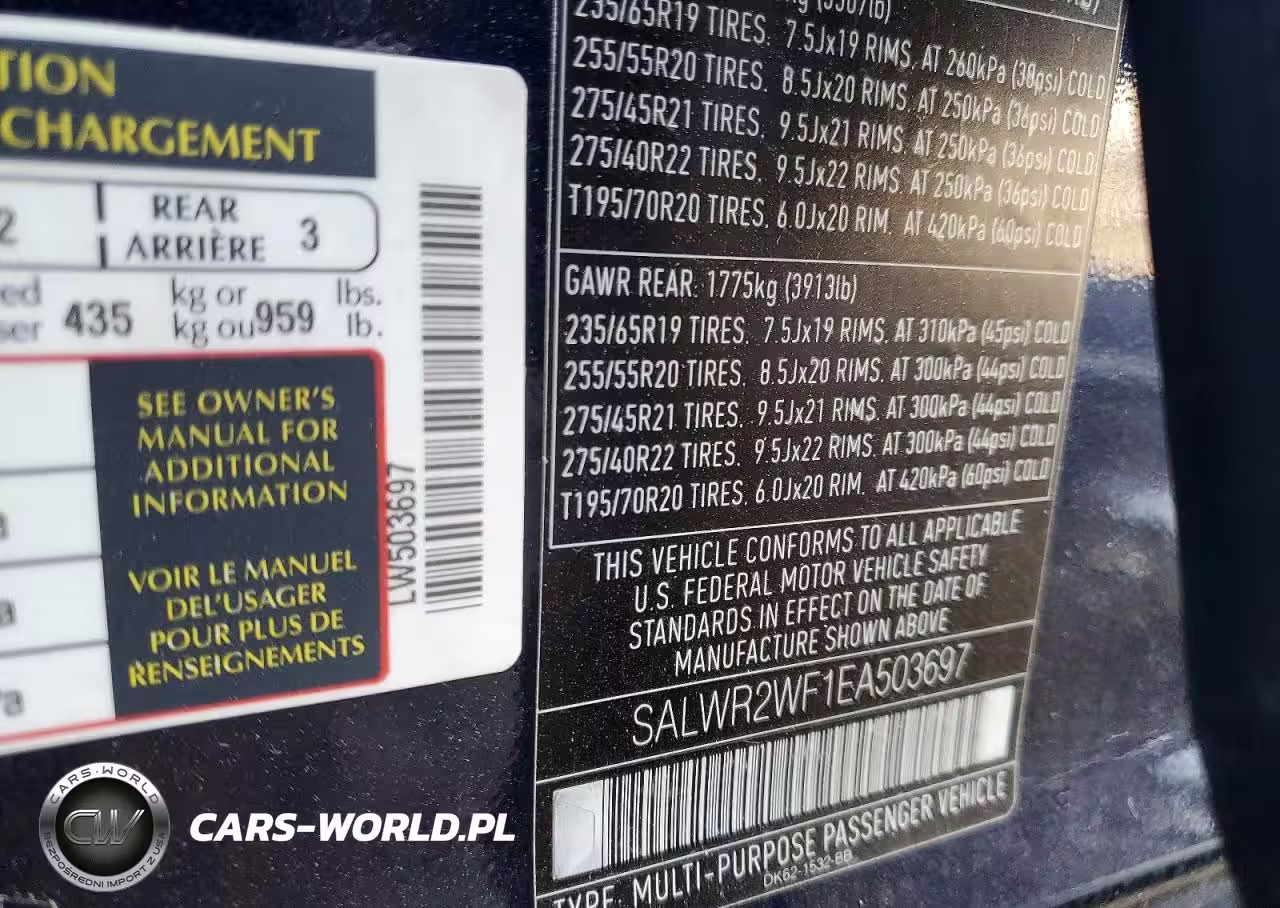 TION
CHARGEMENT
2 REAR
ARRIÈRE 3
435 kg or
kg ou 959 lbs.
lb.
SEE OWNER'S
MANUAL FOR
ADDITIONAL
INFORMATION
VOIR LE MANUEL
DEL'USAGER
POUR PLUS DE
RENSEIGNEMENTS
LW503697
235/65R19 TIRES. 7.5Jx19 RIMS. AT 260kPa (38psi) COLD
255/55R20 TIRES. 8.5Jx20 RIMS. AT 250kPa (36psi) COLD
275/45R21 TIRES. 9.5Jx21 RIMS. AT 250kPa (36psi) COLD
275/40R22 TIRES. 9.5Jx22 RIMS. AT 250kPa (36psi) COLD
T195/70R20 TIRES. 6.0Jx20 RIM. AT 420kPa (60psi) COLD
GAWR REAR: 1775kg (3913lb)
235/65R19 TIRES. 7.5Jx19 RIMS. AT 310kPa (45psi) COLD
255/55R20 TIRES. 8.5Jx20 RIMS. AT 300kPa (44psi) COLD
275/45R21 TIRES. 9.5Jx21 RIMS. AT 300kPa (44psi) COLD
275/40R22 TIRES. 9.5Jx22 RIMS. AT 300kPa (44psi) COLD
T195/70R20 TIRES. 6.0Jx20 RIM. AT 420kPa (60psi) COLD
THIS VEHICLE CONFORMS TO ALL APPLICABLE
U.S. FEDERAL MOTOR VEHICLE SAFETY
STANDARDS IN EFFECT ON THE DATE OF
MANUFACTURE SHOWN ABOVE
SALWR2WF1EA503697
TYPE: MULTI-PURPOSE PASSENGER VEHICLE
DK62-1532-BB
CARS-WORLD
CW
BEZPOŚREDNI IMPORT Z USA
CARS-WORLD.PL